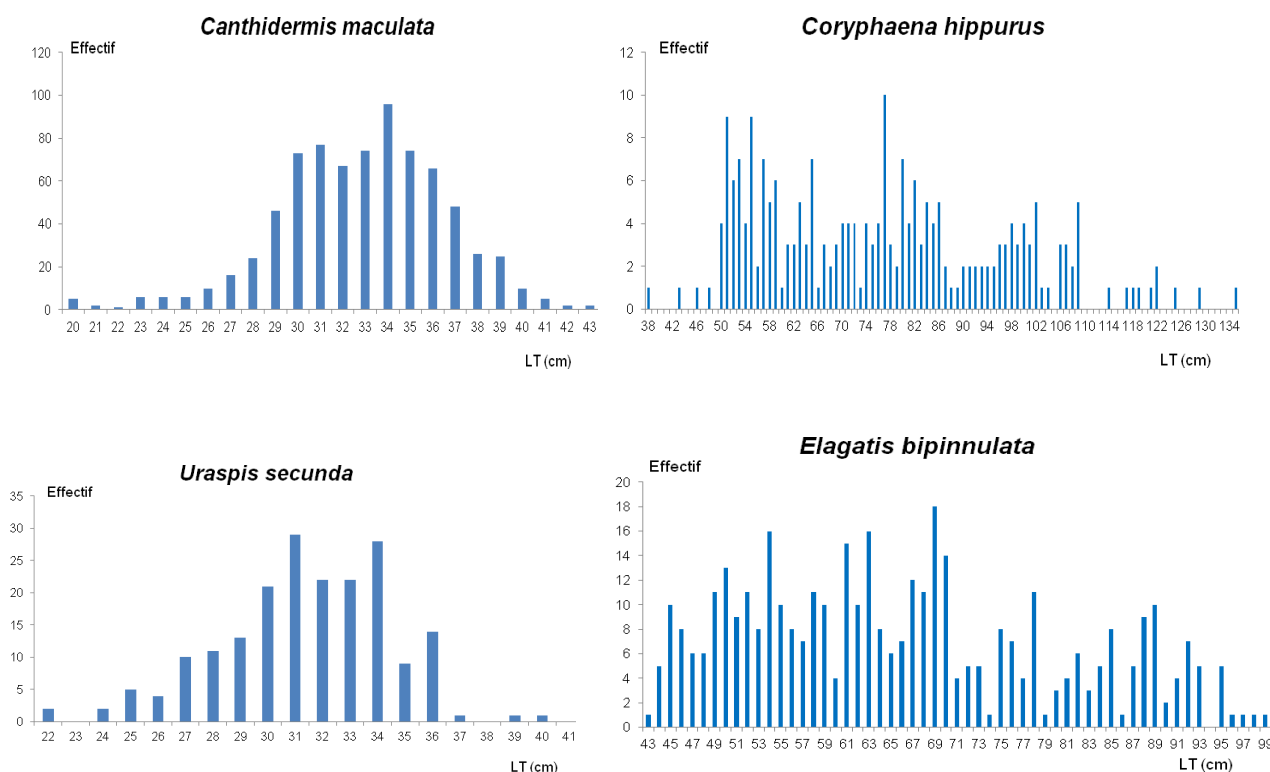 Canthidermis maculata
Effectif
120
100
80
60
40
20
0
20 21 22 23 24 25 26 27 28 29 30 31 32 33 34 35 36 37 38 39 40 41 42 43
LT (cm)
Coryphaena hippurus
Effectif
12
10
8
6
4
2
0
38 42 46 50 54 58 62 66 70 74 78 82 86 90 94 98 102 106 110 114 118 122 126 130 134
LT (cm)
Uraspis secunda
Effectif
35
30
25
20
15
10
5
0
22 23 24 25 26 27 28 29 30 31 32 33 34 35 36 37 38 39 40 41
LT (cm)
Elagatis bipinnulata
Effectif
20
18
16
14
12
10
8
6
4
2
0
43 45 47 49 51 53 55 57 59 61 63 65 67 69 71 73 75 77 79 81 83 85 87 89 91 93 95 97 99
LT (cm)